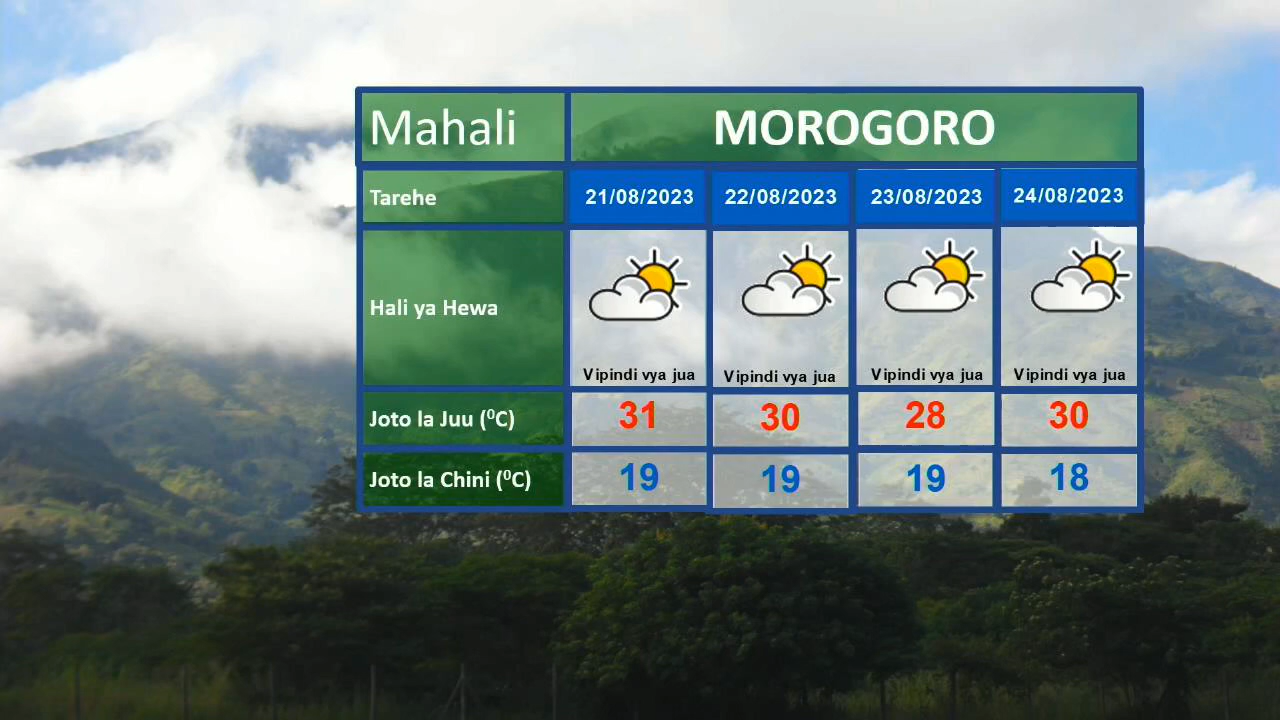 Mahali MOROGORO
Tarehe 21/08/2023 22/08/2023 23/08/2023 24/08/2023
Hali ya Hewa Vipindi vya jua Vipindi vya jua Vipindi vya jua Vipindi vya jua
Joto la Juu (⁰C) 31 30 28 30
Joto la Chini (⁰C) 19 19 19 18